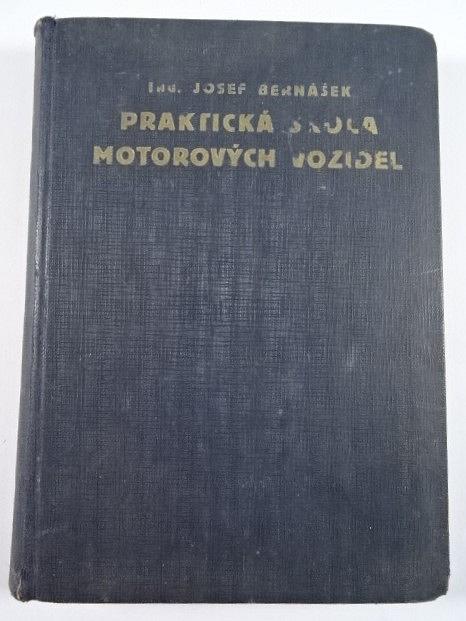 Ing. JOSEF BERNÁŠEK
PRAKTICKÁ ŠKOLA
MOTOROVÝCH VOZIDEL